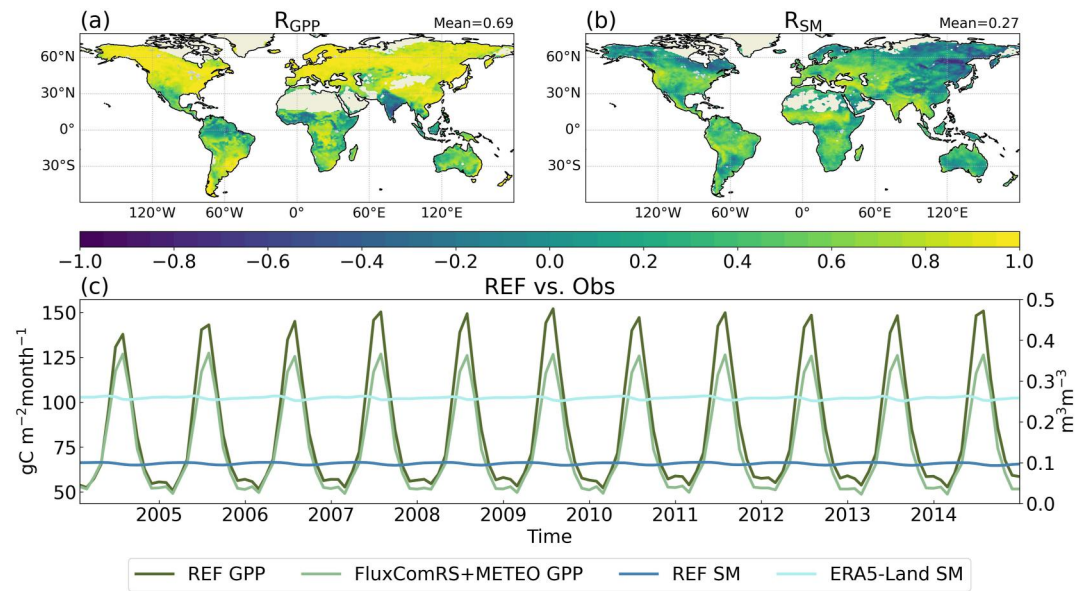 (a) R_GPP Mean=0.69 (b) R_SM Mean=0.27
60°N 60°N
30°N 30°N
0° 0°
30°S 30°S
120°W 60°W 0° 60°E 120°E 120°W 60°W 0° 60°E 120°E
−1.0 −0.8 −0.6 −0.4 −0.2 0.0 0.2 0.4 0.6 0.8 1.0
(c) REF vs. Obs
gC m⁻²month⁻¹
150
125
100
75
50
m³m⁻³
0.5
0.4
0.3
0.2
0.1
0.0
2005 2006 2007 2008 2009 2010 2011 2012 2013 2014
Time
REF GPP FluxComRS+METEO GPP REF SM ERA5-Land SM